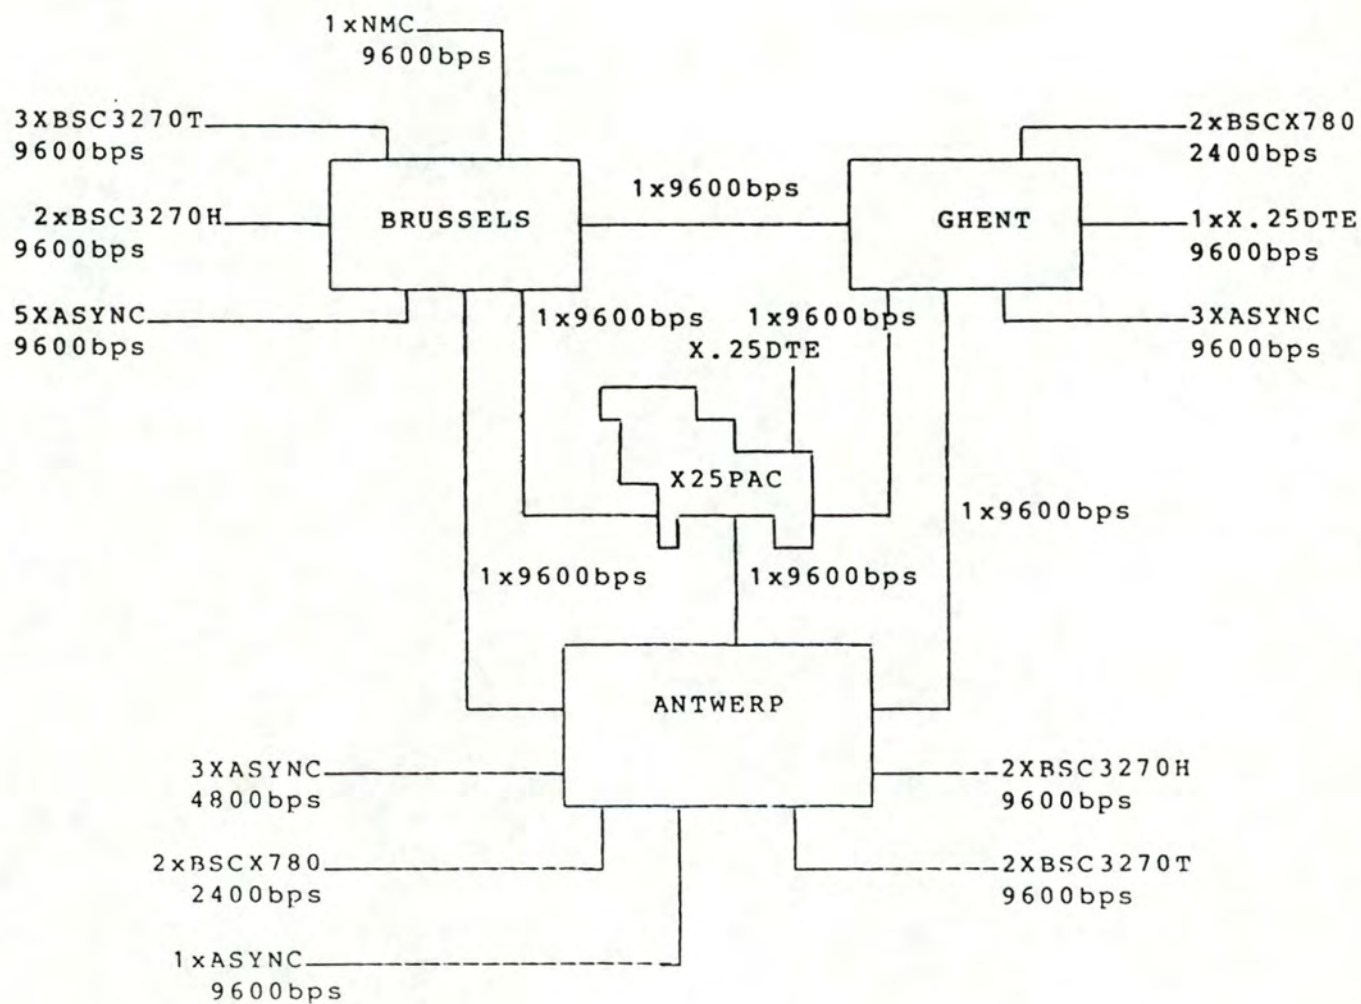 1xNMC
9600bps
3XBSC3270T
9600bps
2xBSCX780
2400bps
1x9600bps
2xBSC3270H
9600bps
BRUSSELS
GHENT
1xX.25DTE
9600bps
5XASYNC
9600bps
1x9600bps
1x9600bps
X.25DTE
3XASYNC
9600bps
X25PAC
1x9600bps
1x9600bps
1x9600bps
ANTWERP
3XASYNC
4800bps
2XBSC3270H
9600bps
2xBSCX780
2400bps
2XBSC3270T
9600bps
1xASYNC
9600bps